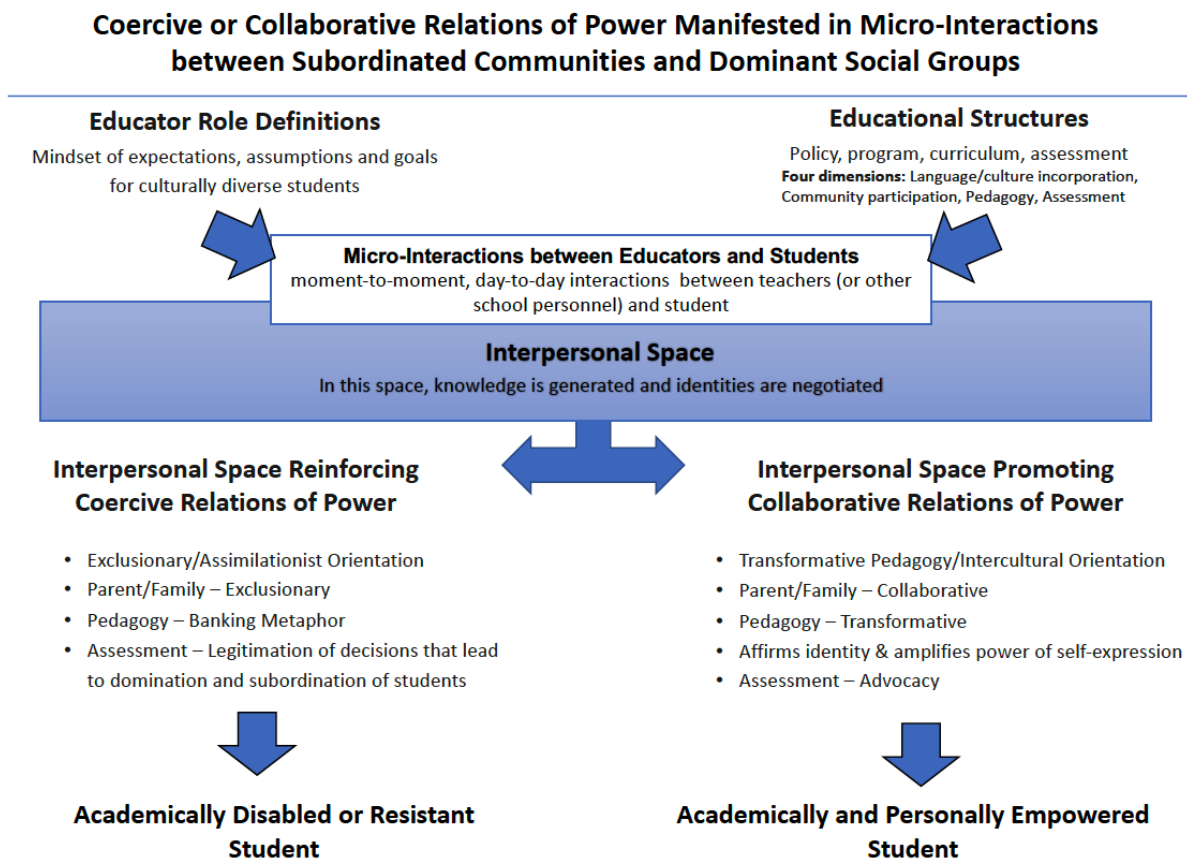 Coercive or Collaborative Relations of Power Manifested in Micro-Interactions
between Subordinated Communities and Dominant Social Groups
Educator Role Definitions
Mindset of expectations, assumptions and goals
for culturally diverse students
Educational Structures
Policy, program, curriculum, assessment
Four dimensions: Language/culture incorporation,
Community participation, Pedagogy, Assessment
Micro-Interactions between Educators and Students
moment-to-moment, day-to-day interactions between teachers (or other
school personnel) and student
Interpersonal Space
In this space, knowledge is generated and identities are negotiated
Interpersonal Space Reinforcing
Coercive Relations of Power
• Exclusionary/Assimilationist Orientation
• Parent/Family – Exclusionary
• Pedagogy – Banking Metaphor
• Assessment – Legitimation of decisions that lead
to domination and subordination of students
Academically Disabled or Resistant
Student
Interpersonal Space Promoting
Collaborative Relations of Power
• Transformative Pedagogy/Intercultural Orientation
• Parent/Family – Collaborative
• Pedagogy – Transformative
• Affirms identity & amplifies power of self-expression
• Assessment – Advocacy
Academically and Personally Empowered
Student